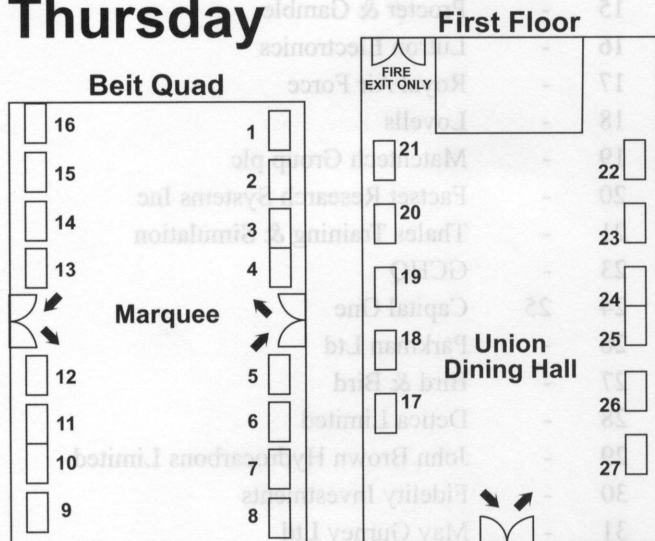 Thursday
First Floor
Beit Quad
FIRE
EXIT ONLY
16
15
14
13
Marquee
12
11
10
9
1
2
3
4
5
6
7
8
21
20
19
18
17
Union
Dining Hall
22
23
24
25
26
27
15 - Procter & Gamble
16 - Electronics
17 - Royal Air Force
18 - Lovells
19 - Matchtech Group plc
20 - Factset Research Systems Inc
Thales Training & Simulation
23 - GCHQ
24 25 Capital One
Parkman Ltd
27 - Bird & Bird
28 - Detica Limited
29 - John Brown Hydrocarbons Limited
30 - Fidelity Investments
31 - May Gurney Ltd